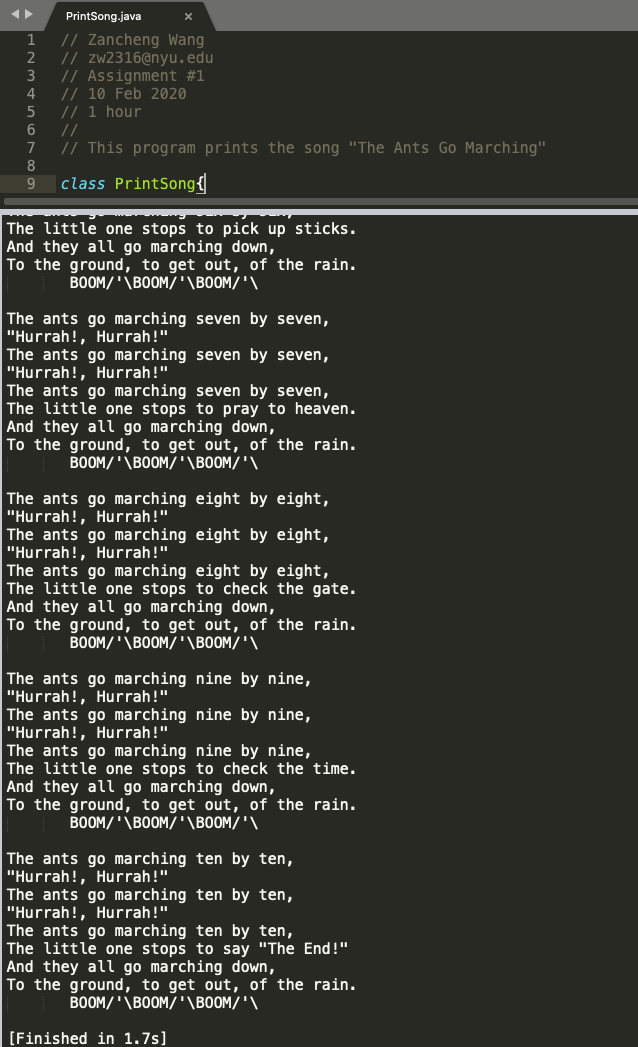 PrintSong.java ×
1 // Zancheng Wang
2 // zw2316@nyu.edu
3 // Assignment #1
4 // 10 Feb 2020
5 // 1 hour
6 //
7 // This program prints the song "The Ants Go Marching"
8
9 class PrintSong{
The ants go marching six by six,
The little one stops to pick up sticks.
And they all go marching down,
To the ground, to get out, of the rain.
BOOM/'\BOOM/'\BOOM/'\
The ants go marching seven by seven,
"Hurrah!, Hurrah!"
The ants go marching seven by seven,
"Hurrah!, Hurrah!"
The ants go marching seven by seven,
The little one stops to pray to heaven.
And they all go marching down,
To the ground, to get out, of the rain.
BOOM/'\BOOM/'\BOOM/'\
The ants go marching eight by eight,
"Hurrah!, Hurrah!"
The ants go marching eight by eight,
"Hurrah!, Hurrah!"
The ants go marching eight by eight,
The little one stops to check the gate.
And they all go marching down,
To the ground, to get out, of the rain.
BOOM/'\BOOM/'\BOOM/'\
The ants go marching nine by nine,
"Hurrah!, Hurrah!"
The ants go marching nine by nine,
"Hurrah!, Hurrah!"
The ants go marching nine by nine,
The little one stops to check the time.
And they all go marching down,
To the ground, to get out, of the rain.
BOOM/'\BOOM/'\BOOM/'\
The ants go marching ten by ten,
"Hurrah!, Hurrah!"
The ants go marching ten by ten,
"Hurrah!, Hurrah!"
The ants go marching ten by ten,
The little one stops to say "The End!"
And they all go marching down,
To the ground, to get out, of the rain.
BOOM/'\BOOM/'\BOOM/'\
[Finished in 1.7s]